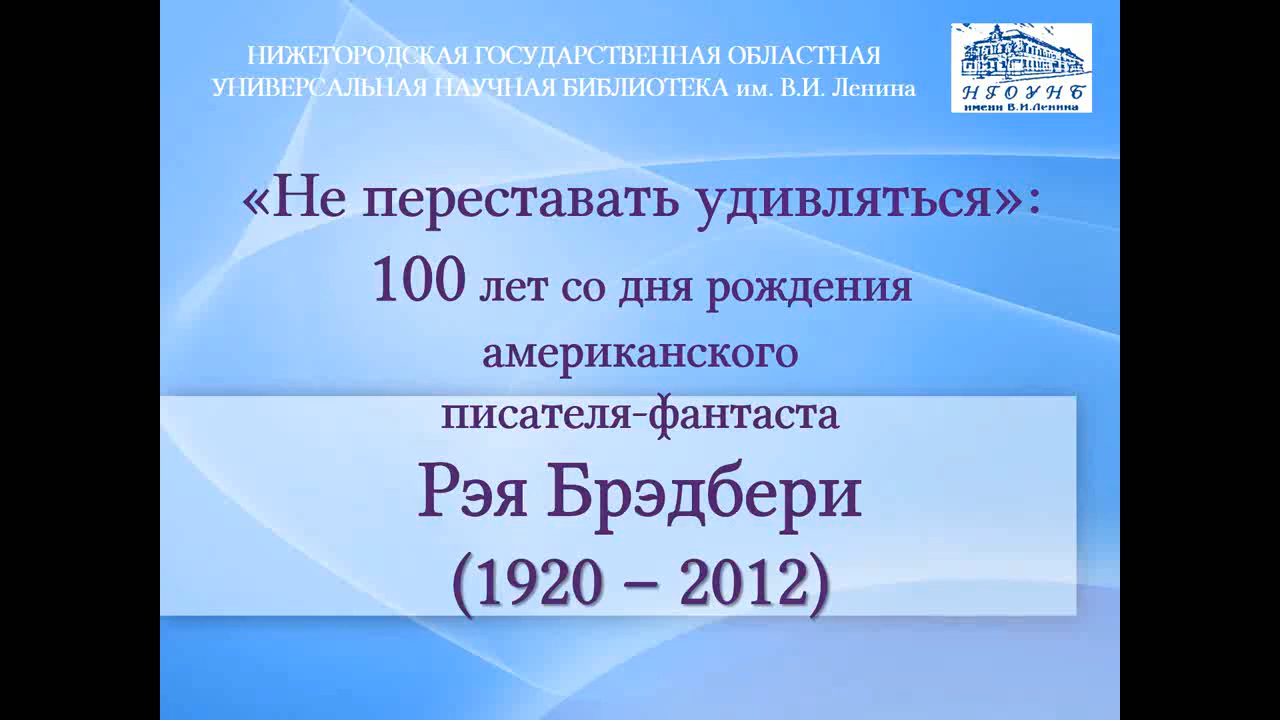 НИЖЕГОРОДСКАЯ ГОСУДАРСТВЕННАЯ ОБЛАСТНАЯ
УНИВЕРСАЛЬНАЯ НАУЧНАЯ БИБЛИОТЕКА им. В.И. Ленина
НГОУНБ
имени В.И.Ленина
«Не переставать удивляться»:
100 лет со дня рождения
американского
писателя-фантаста
Рэя Брэдбери
(1920 – 2012)